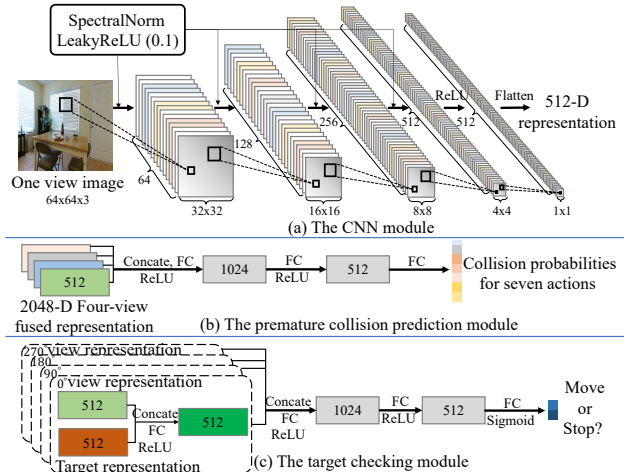 SpectralNorm
LeakyReLU (0.1)
ReLU
Flatten
512-D
representation
One view image
64x64x3
64
128
256
512
512
32x32
16x16
8x8
4x4
1x1
(a) The CNN module
512
2048-D Four-view
fused representation
Concate, FC
ReLU
1024
FC
ReLU
512
FC
Collision probabilities
for seven actions
(b) The premature collision prediction module
270°view representation
180°
90°
0°view representation
512
512
Concate
FC
ReLU
512
Target representation
Concate
FC
ReLU
1024
FC
ReLU
512
FC
Sigmoid
Move
or
Stop?
(c) The target checking module